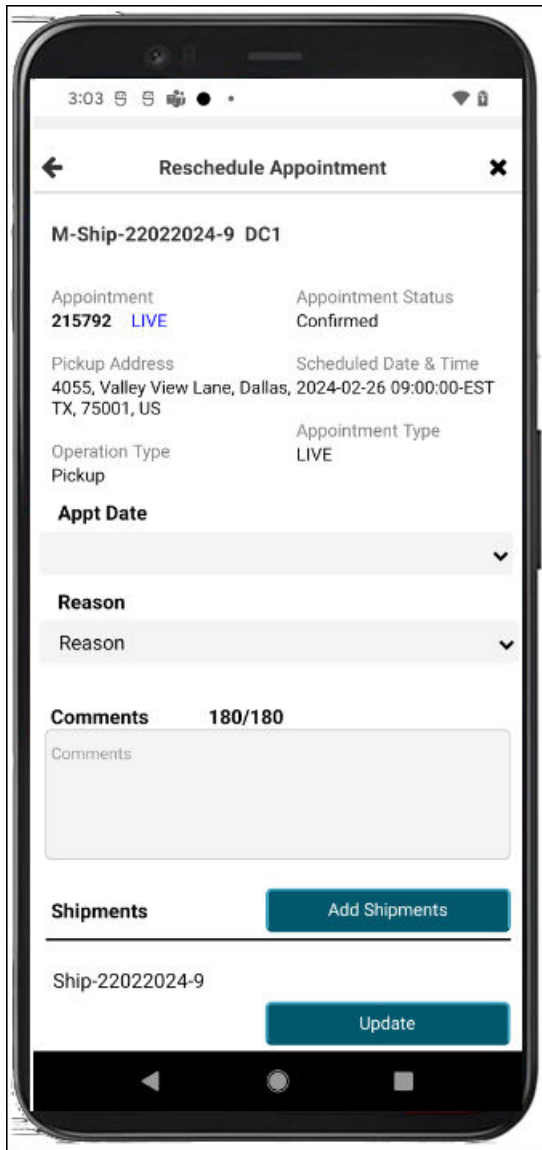 3:03
Reschedule Appointment
M-Ship-22022024-9 DC1
Appointment
215792 LIVE
Appointment Status
Confirmed
Pickup Address
4055, Valley View Lane, Dallas,
TX, 75001, US
Scheduled Date & Time
2024-02-26 09:00:00-EST
Operation Type
Pickup
Appointment Type
LIVE
Appt Date
Reason
Reason
Comments 180/180
Comments
Shipments
Add Shipments
Ship-22022024-9
Update